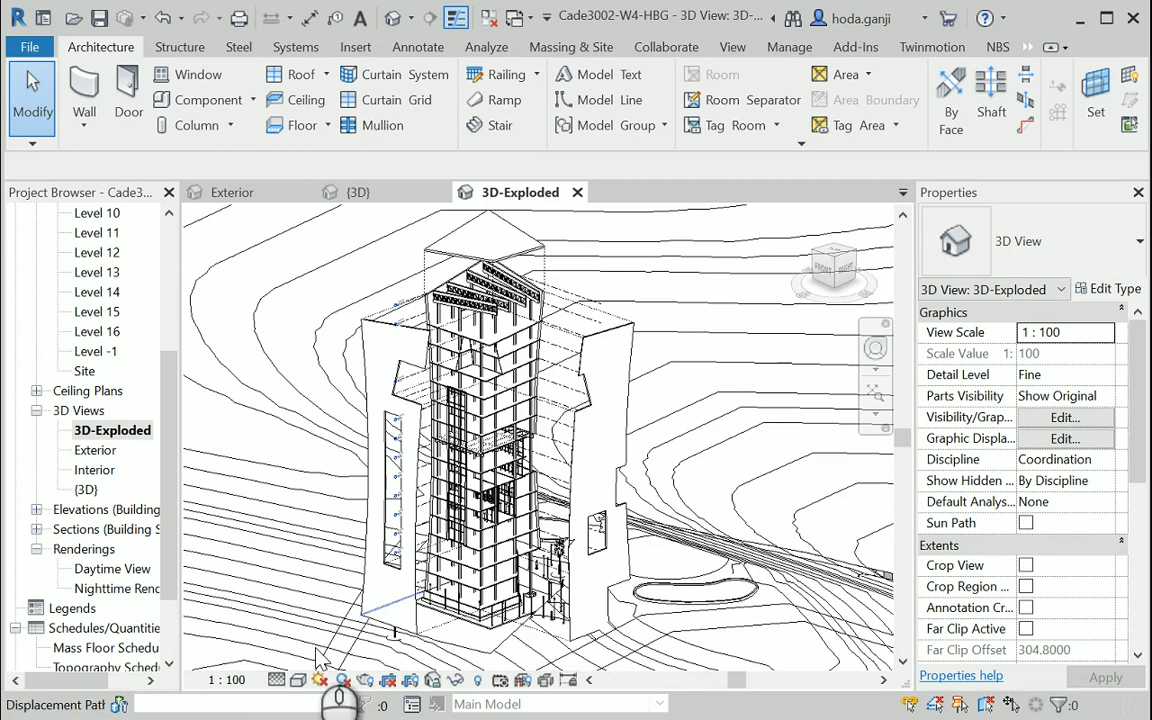 Cade3002-W4-HBG - 3D View: 3D-...
hoda.ganji
File
Architecture
Structure
Steel
Systems
Insert
Annotate
Analyze
Massing & Site
Collaborate
View
Manage
Add-Ins
Twinmotion
NBS
Modify
Wall
Door
Window
Component
Column
Roof
Ceiling
Floor
Curtain System
Curtain Grid
Mullion
Railing
Ramp
Stair
Model Text
Model Line
Model Group
Room
Room Separator
Tag Room
Area
Area Boundary
Tag Area
By Face
Shaft
Set
Project Browser - Cade3...
Exterior
{3D}
3D-Exploded
Properties
Level 10
Level 11
Level 12
Level 13
Level 14
Level 15
Level 16
Level -1
Site
Ceiling Plans
3D Views
3D-Exploded
Exterior
Interior
{3D}
Elevations (Building
Sections (Building S
Renderings
Daytime View
Nighttime Ren
Legends
Schedules/Quantitie
Mass Floor Schedu
Topography Sched
FRONT
RIGHT
3D View
3D View: 3D-Exploded
Edit Type
Graphics
View Scale
1 : 100
Scale Value 1:
100
Detail Level
Fine
Parts Visibility
Show Original
Visibility/Grap...
Edit...
Graphic Displa...
Edit...
Discipline
Coordination
Show Hidden ...
By Discipline
Default Analys...
None
Sun Path
Extents
Crop View
Crop Region ...
Annotation Cr...
Far Clip Active
Far Clip Offset
304.8000
Properties help
Apply
1 : 100
Displacement Path
:0
Main Model
:0